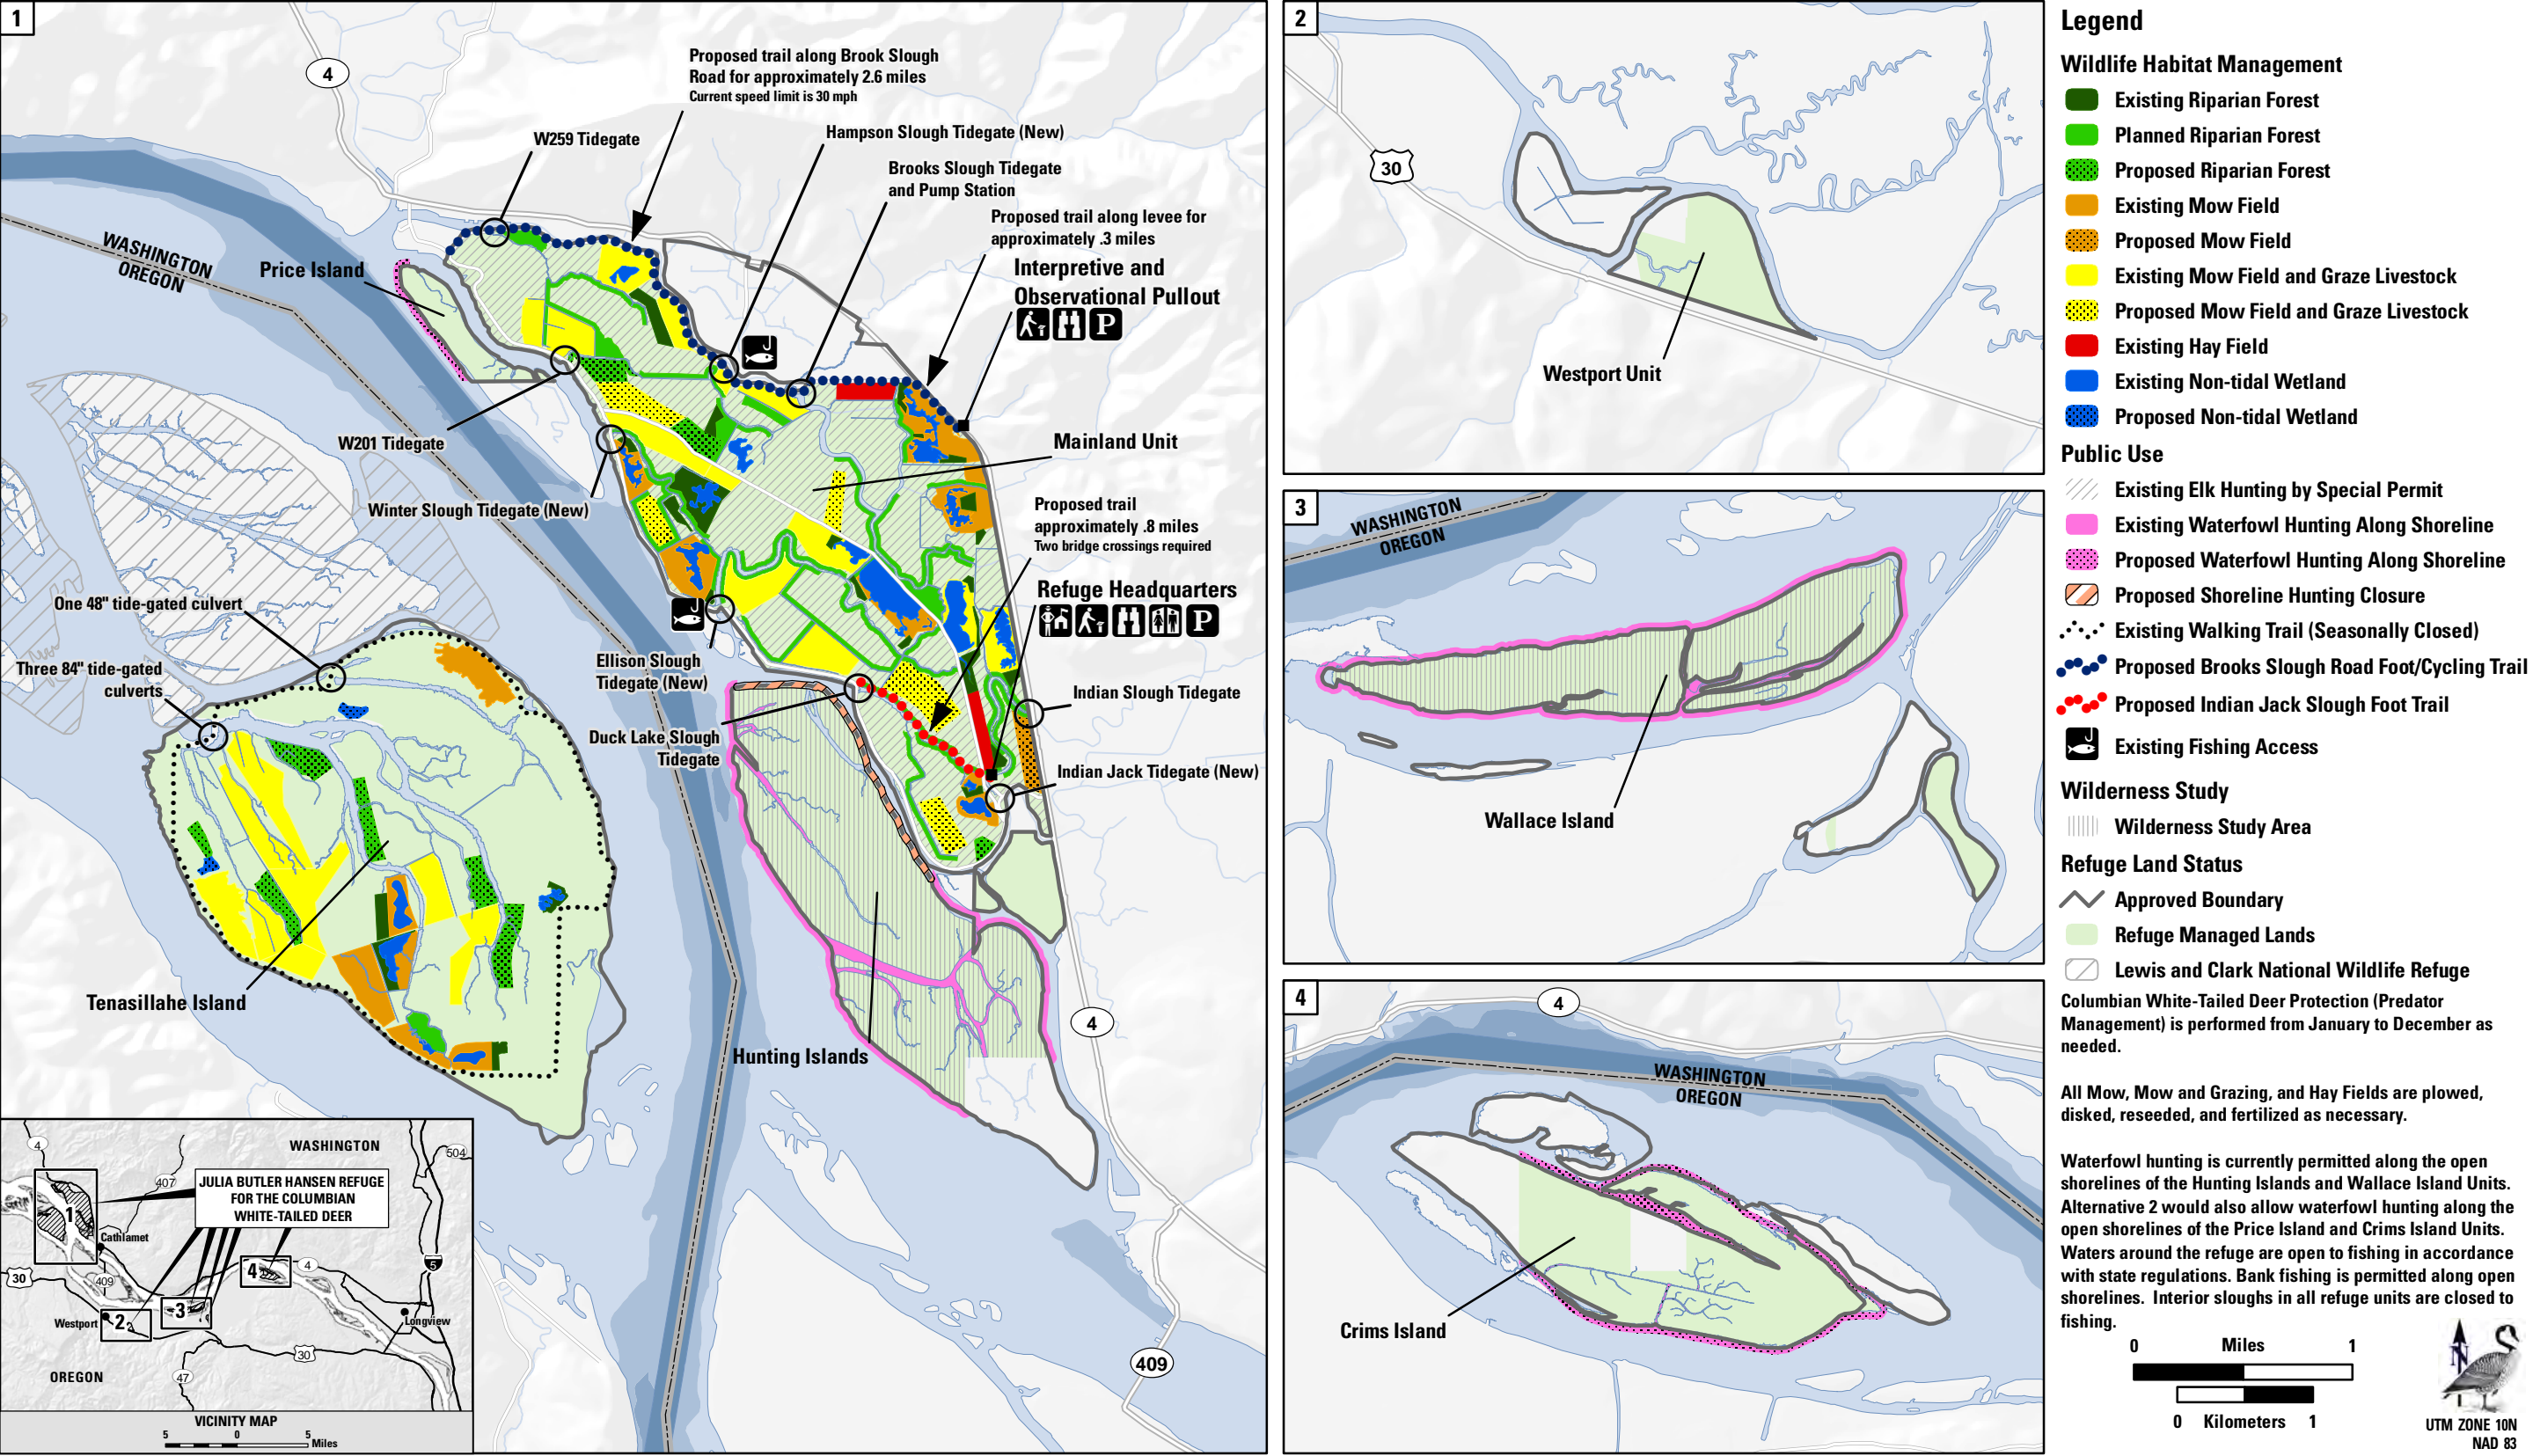 1
4
Proposed trail along Brook Slough
Road for approximately 2.6 miles
Current speed limit is 30 mph
W259 Tidegate
Hampson Slough Tidegate (New)
Brooks Slough Tidegate
and Pump Station
Proposed trail along levee for
approximately .3 miles
Interpretive and
Observational Pullout
P
WASHINGTON
OREGON
Price Island
W201 Tidegate
Mainland Unit
Winter Slough Tidegate (New)
Proposed trail
approximately .8 miles
Two bridge crossings required
Refuge Headquarters
P
One 48" tide-gated culvert
Three 84" tide-gated
culverts
Ellison Slough
Tidegate (New)
Indian Slough Tidegate
Duck Lake Slough
Tidegate
Indian Jack Tidegate (New)
Tenasillahe Island
Hunting Islands
4
409
WASHINGTON
4
504
407
JULIA BUTLER HANSEN REFUGE
FOR THE COLUMBIAN
WHITE-TAILED DEER
1
Cathlamet
4
4
5
30
409
3
Westport
2
Longview
30
OREGON
47
VICINITY MAP
5 0 5
Miles
2
30
Westport Unit
3
WASHINGTON
OREGON
Wallace Island
4
4
WASHINGTON
OREGON
Crims Island
Legend
Wildlife Habitat Management
Existing Riparian Forest
Planned Riparian Forest
Proposed Riparian Forest
Existing Mow Field
Proposed Mow Field
Existing Mow Field and Graze Livestock
Proposed Mow Field and Graze Livestock
Existing Hay Field
Existing Non-tidal Wetland
Proposed Non-tidal Wetland
Public Use
Existing Elk Hunting by Special Permit
Existing Waterfowl Hunting Along Shoreline
Proposed Waterfowl Hunting Along Shoreline
Proposed Shoreline Hunting Closure
Existing Walking Trail (Seasonally Closed)
Proposed Brooks Slough Road Foot/Cycling Trail
Proposed Indian Jack Slough Foot Trail
Existing Fishing Access
Wilderness Study
Wilderness Study Area
Refuge Land Status
Approved Boundary
Refuge Managed Lands
Lewis and Clark National Wildlife Refuge
Columbian White-Tailed Deer Protection (Predator
Management) is performed from January to December as
needed.
All Mow, Mow and Grazing, and Hay Fields are plowed,
disked, reseeded, and fertilized as necessary.
Waterfowl hunting is currently permitted along the open
shorelines of the Hunting Islands and Wallace Island Units.
Alternative 2 would also allow waterfowl hunting along the
open shorelines of the Price Island and Crims Island Units.
Waters around the refuge are open to fishing in accordance
with state regulations. Bank fishing is permitted along open
shorelines. Interior sloughs in all refuge units are closed to
fishing.
0 Miles 1
0 Kilometers 1
N
UTM ZONE 10N
NAD 83